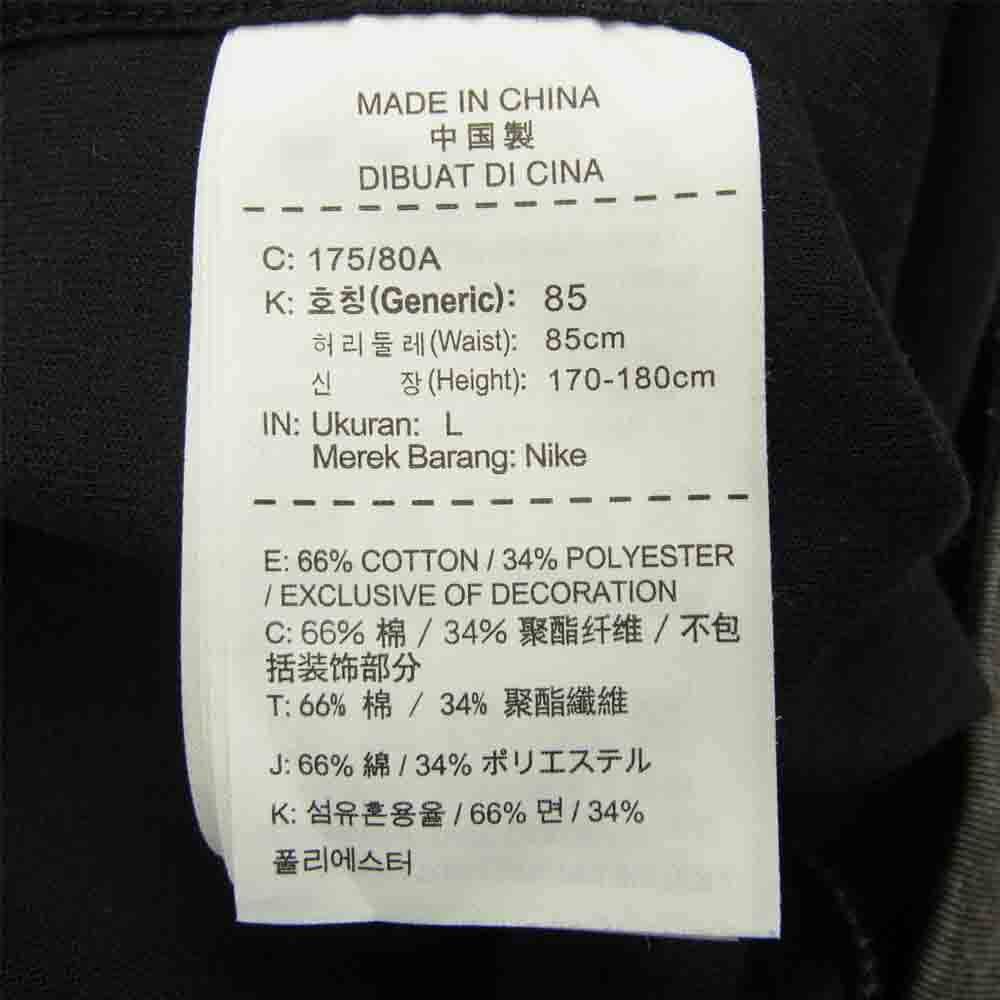 MADE IN CHINA
中国製
DIBUAT DI CINA
C: 175/80A
K: 호칭(Generic): 85
허리둘레(Waist): 85cm
신 장(Height): 170-180cm
IN: Ukuran: L
Merek Barang: Nike
E: 66% COTTON / 34% POLYESTER
/ EXCLUSIVE OF DECORATION
C: 66% 棉 / 34% 聚酯纤维 / 不包
括装饰部分
T: 66% 棉 / 34% 聚酯纖維
J: 66% 綿 / 34% ポリエステル
K: 섬유혼용율 / 66% 면 / 34%
폴리에스터